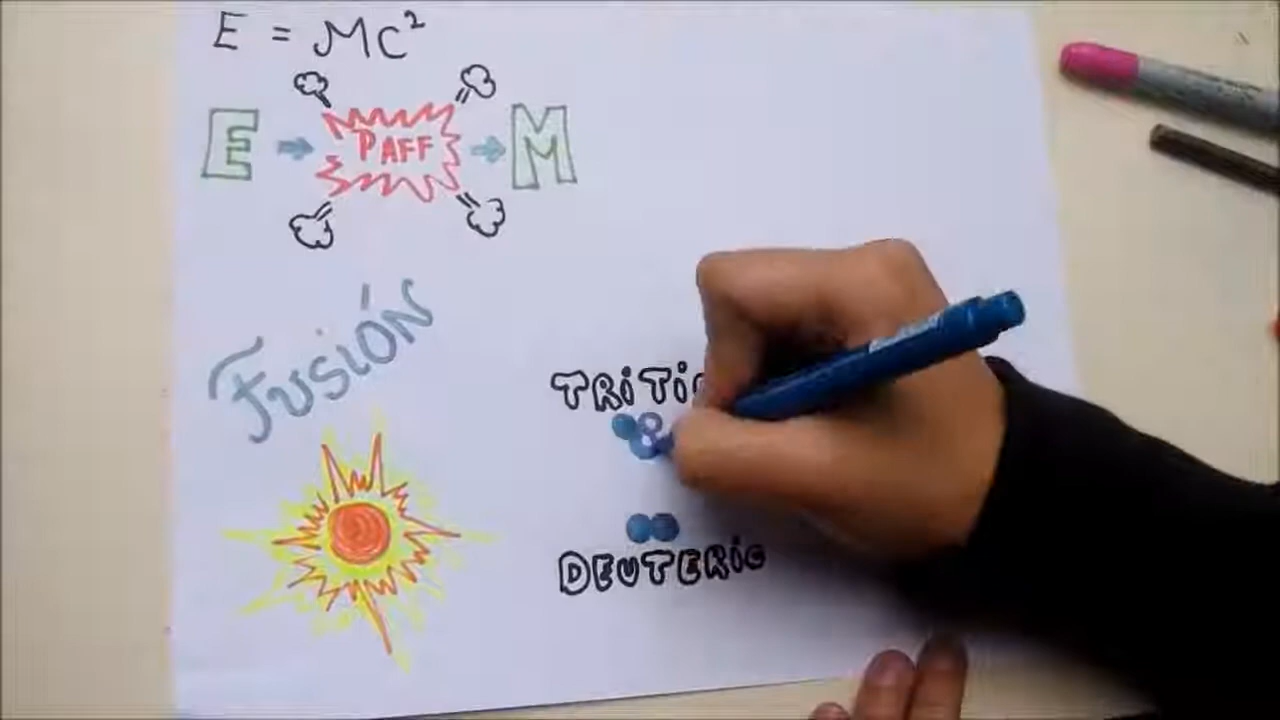 E = Mc²
E → PAFF → M
FUSIÓN
DEUTERIO